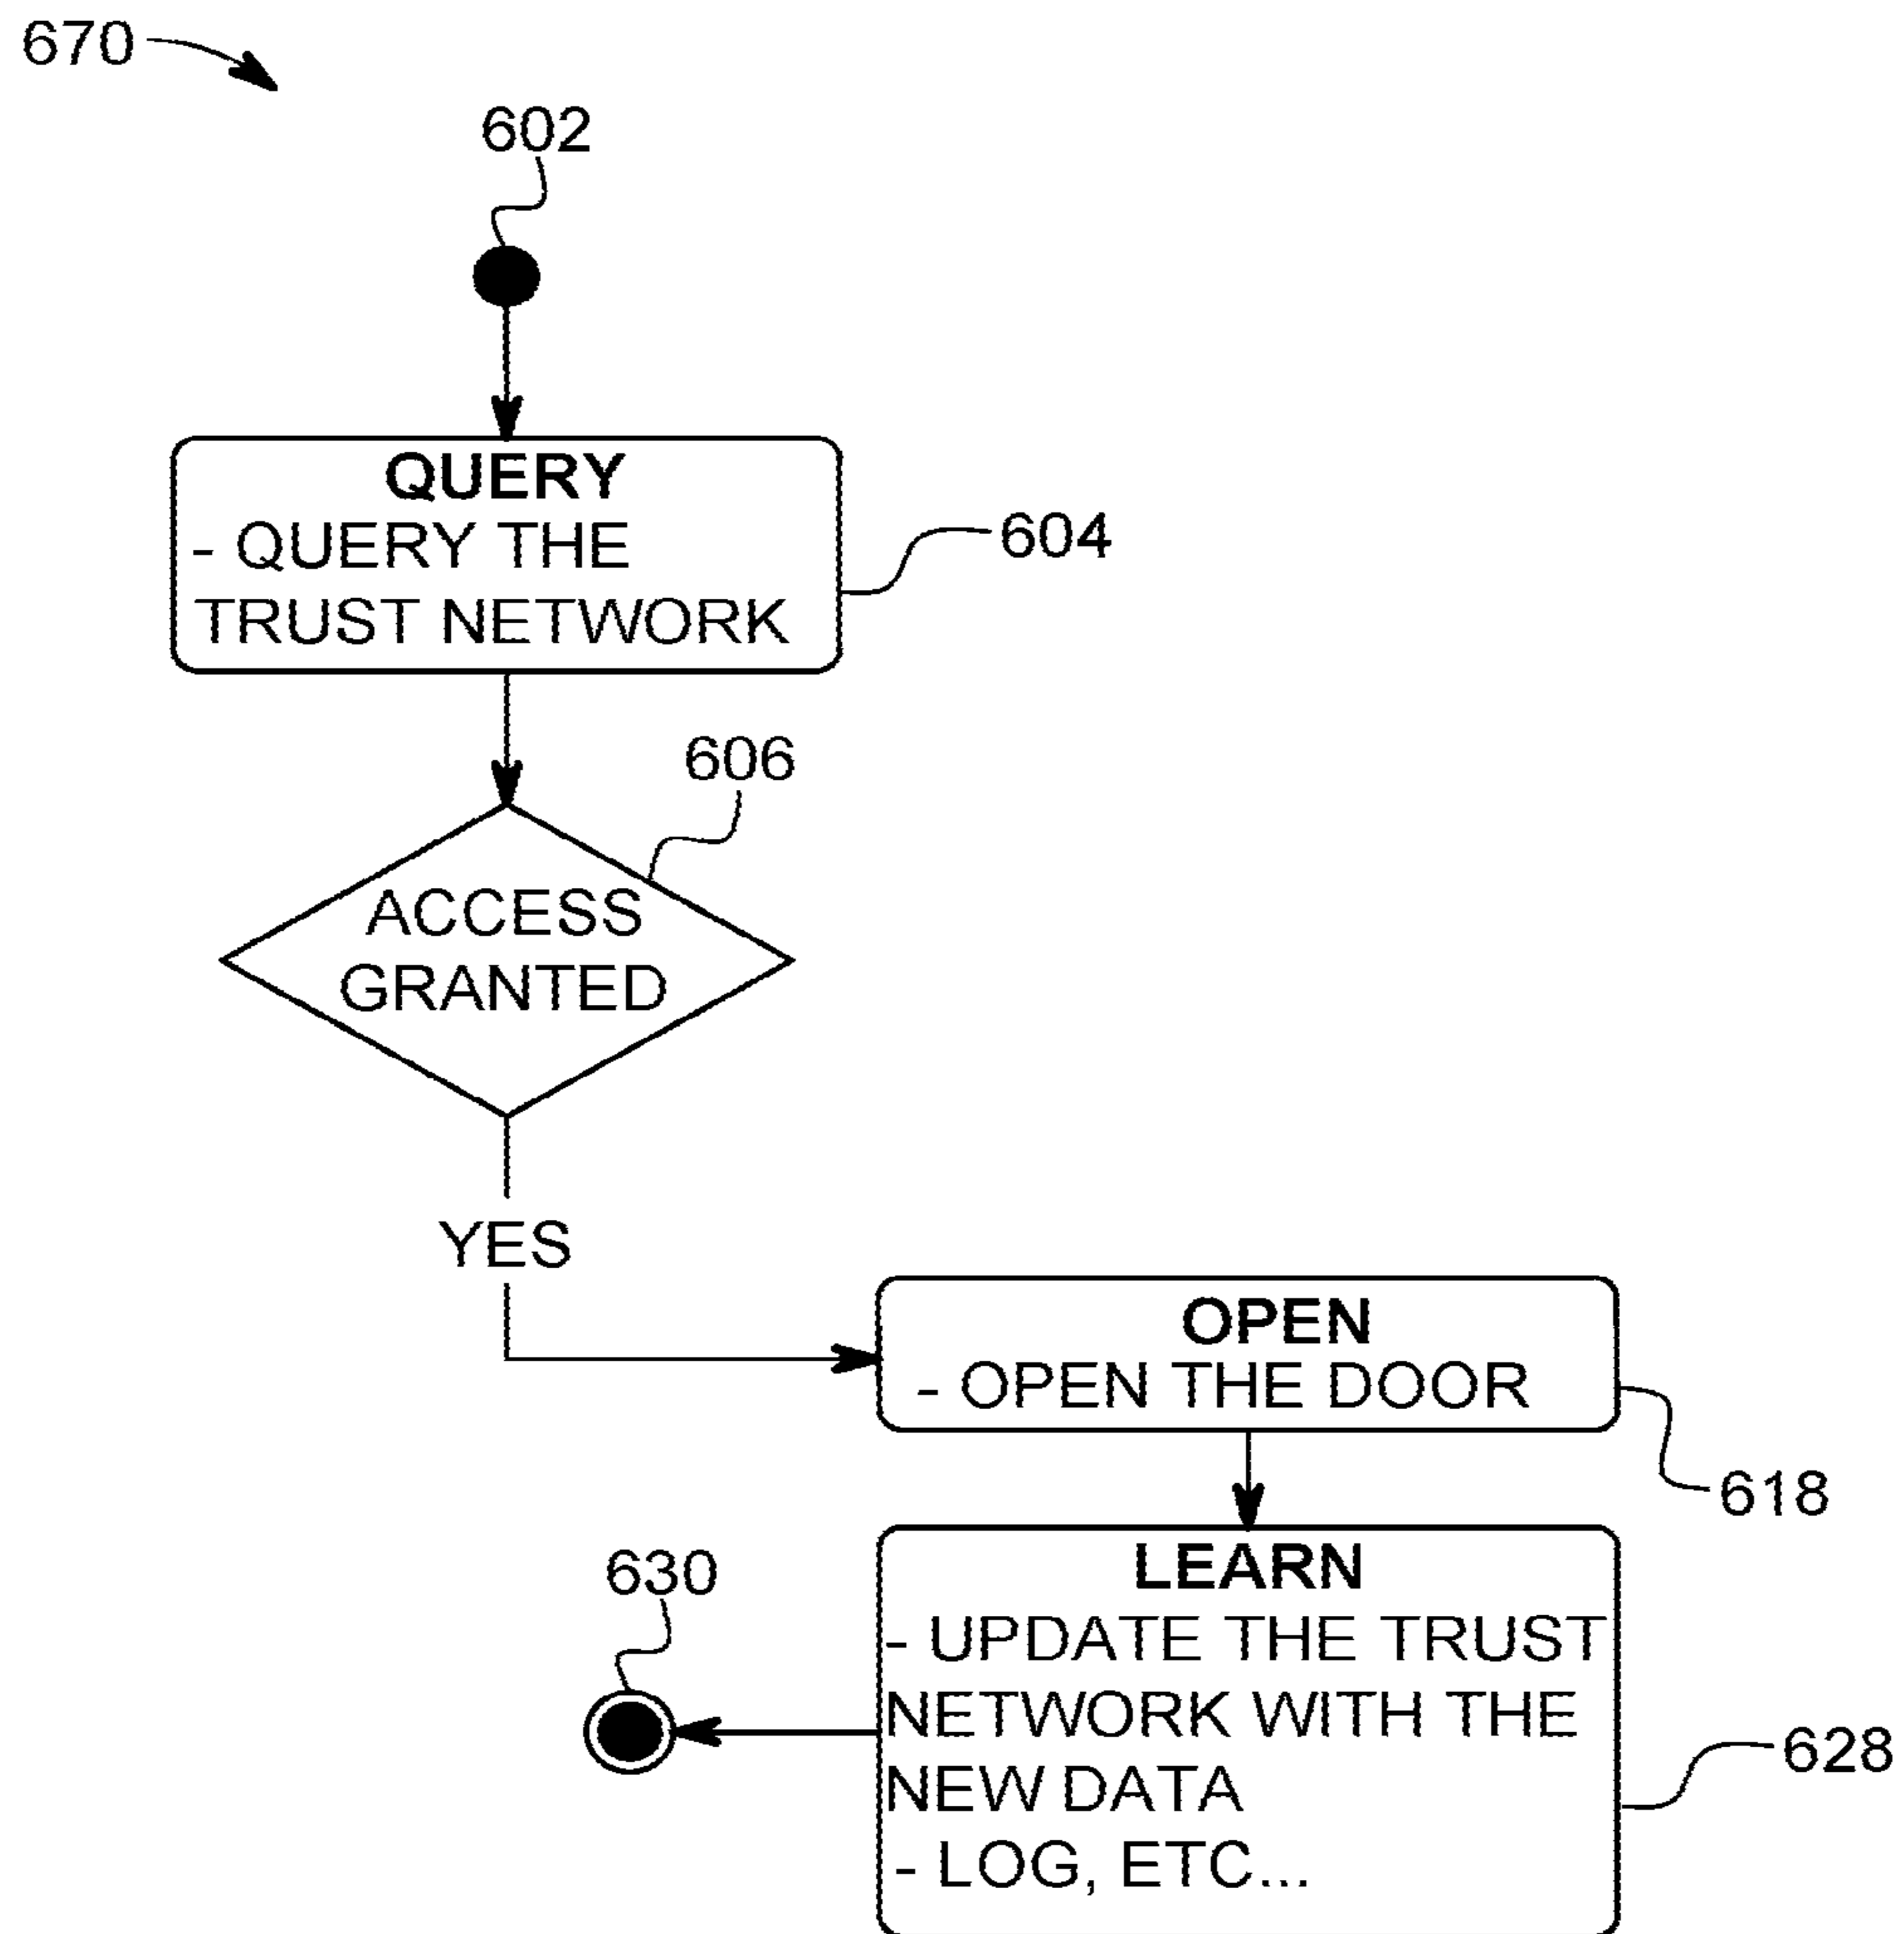 670
602
QUERY
- QUERY THE
TRUST NETWORK
604
606
ACCESS
GRANTED
YES
OPEN
- OPEN THE DOOR
618
630
LEARN
- UPDATE THE TRUST
NETWORK WITH THE
NEW DATA
- LOG, ETC...
628